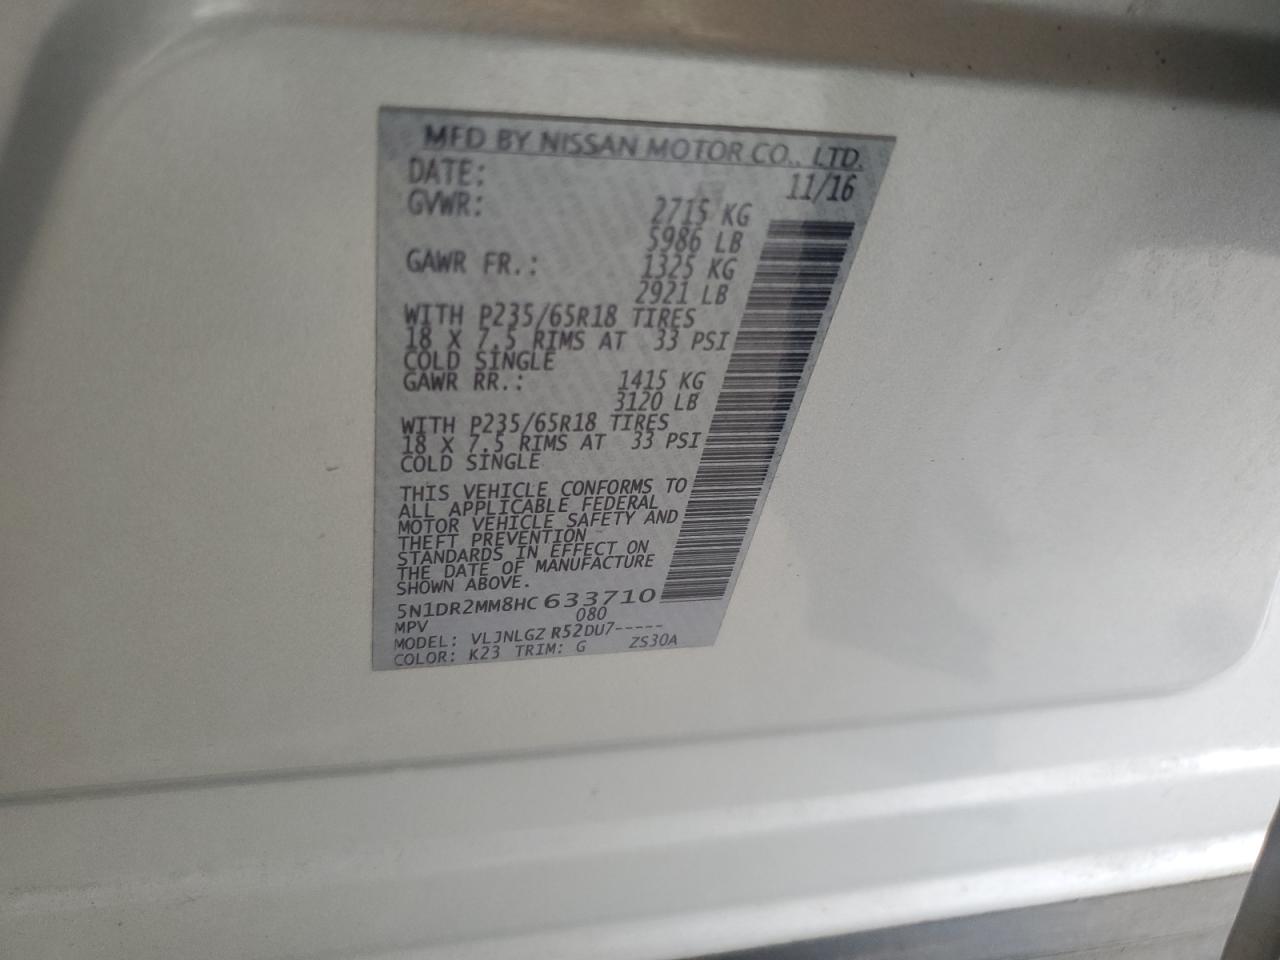 MFD BY NISSAN MOTOR CO., LTD.
DATE: 11/16
GVWR: 2715 KG
5986 LB
GAWR FR.: 1325 KG
2921 LB
WITH P235/65R18 TIRES
18 X 7.5 RIMS AT 33 PSI
COLD SINGLE
GAWR RR.: 1415 KG
3120 LB
WITH P235/65R18 TIRES
18 X 7.5 RIMS AT 33 PSI
COLD SINGLE
THIS VEHICLE CONFORMS TO
ALL APPLICABLE FEDERAL
MOTOR VEHICLE SAFETY AND
THEFT PREVENTION
STANDARDS IN EFFECT ON
THE DATE OF MANUFACTURE
SHOWN ABOVE.
5N1DR2MM8HC 633710
MPV 080
MODEL: VLJNLGZ R52DU7-----
COLOR: K23 TRIM: G ZS30A